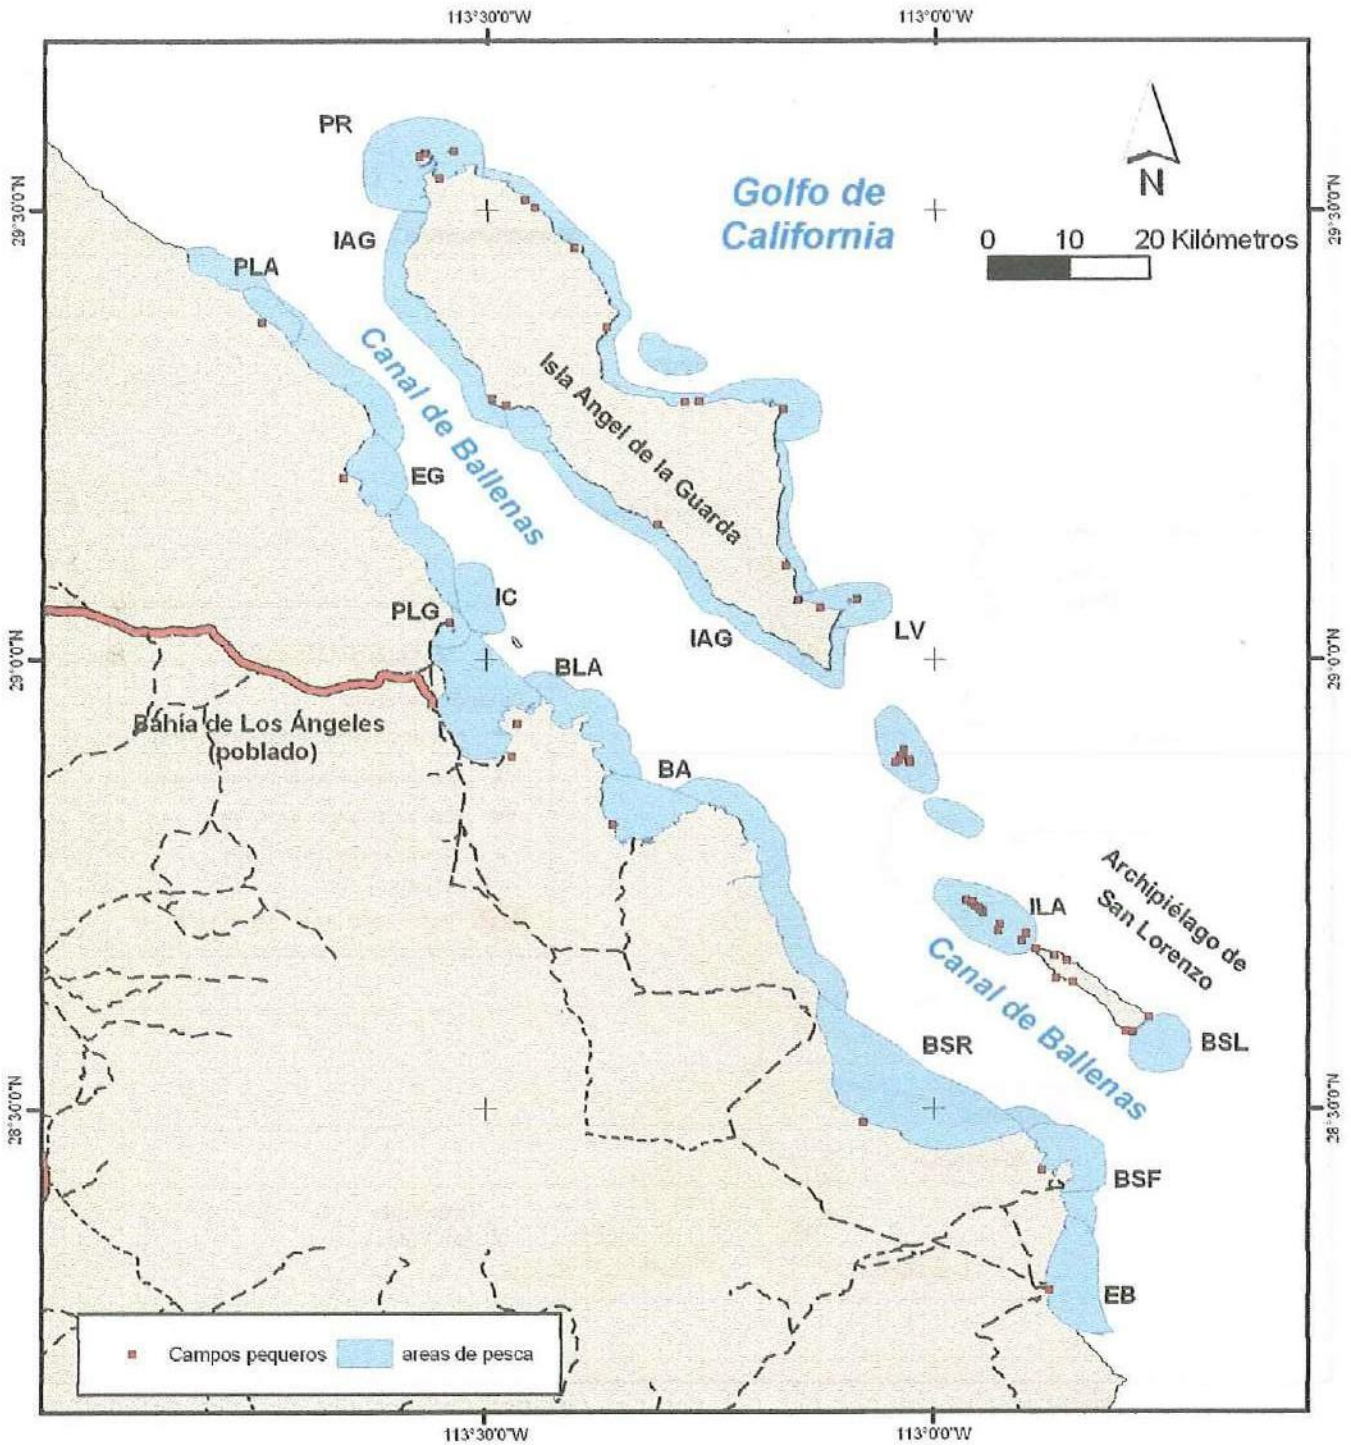 113°30'0"W
113°0'0"W
PR
Golfo de
California
N
29°30'0"N
29°30'0"N
IAG
0 10 20 Kilómetros
PLA
Canal de Ballenas
Isla Angel de la Guarda
EG
IC
PLG
LV
IAG
29°0'0"N
29°0'0"N
BLA
Bahía de Los Ángeles
(poblado)
BA
Archipiélago de
San Lorenzo
ILA
Canal de Ballenas
BSR
BSL
28°30'0"N
28°30'0"N
BSF
EB
Campos pequeros
areas de pesca
113°30'0"W
113°0'0"W